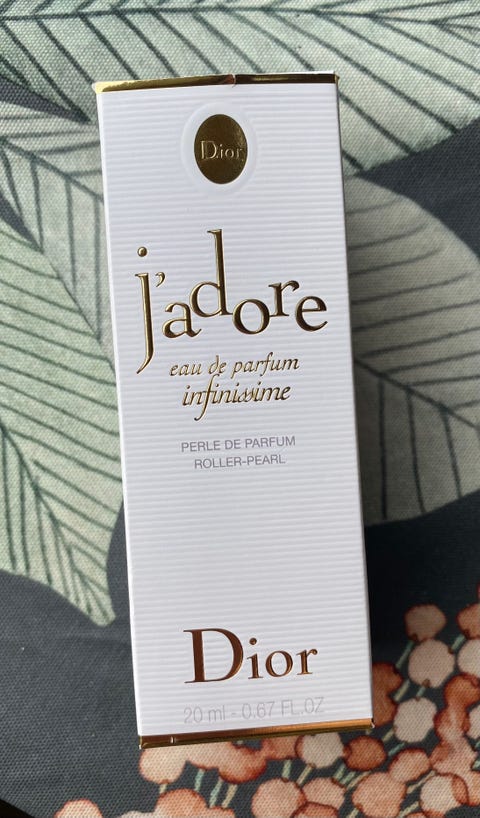 Dior
j'adore
eau de parfum
infinissime
PERLE DE PARFUM
ROLLER-PEARL
Dior
20 ml - 0.67 FL.OZ